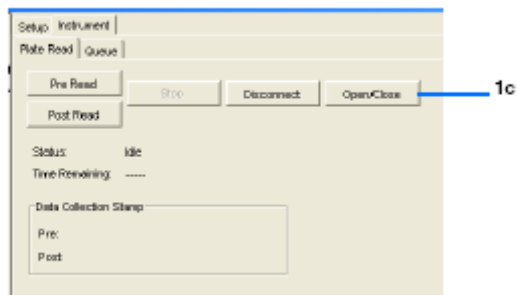 Setup Instrument
Plate Read Queue
Pre Read
Stop Disconnect Open/Close 1c
Post Read
Status: Idle
Time Remaining: -----
Data Collection Stamp
Pre:
Post: